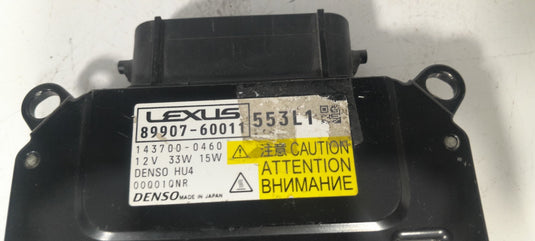 LEXUS
89907-60011
553L1
143700-0460
12V 33W 15W
DENSO HU4
000010NR
DENSO MADE IN JAPAN
注意 CAUTION
ATTENTION
ВНИМАНИЕ